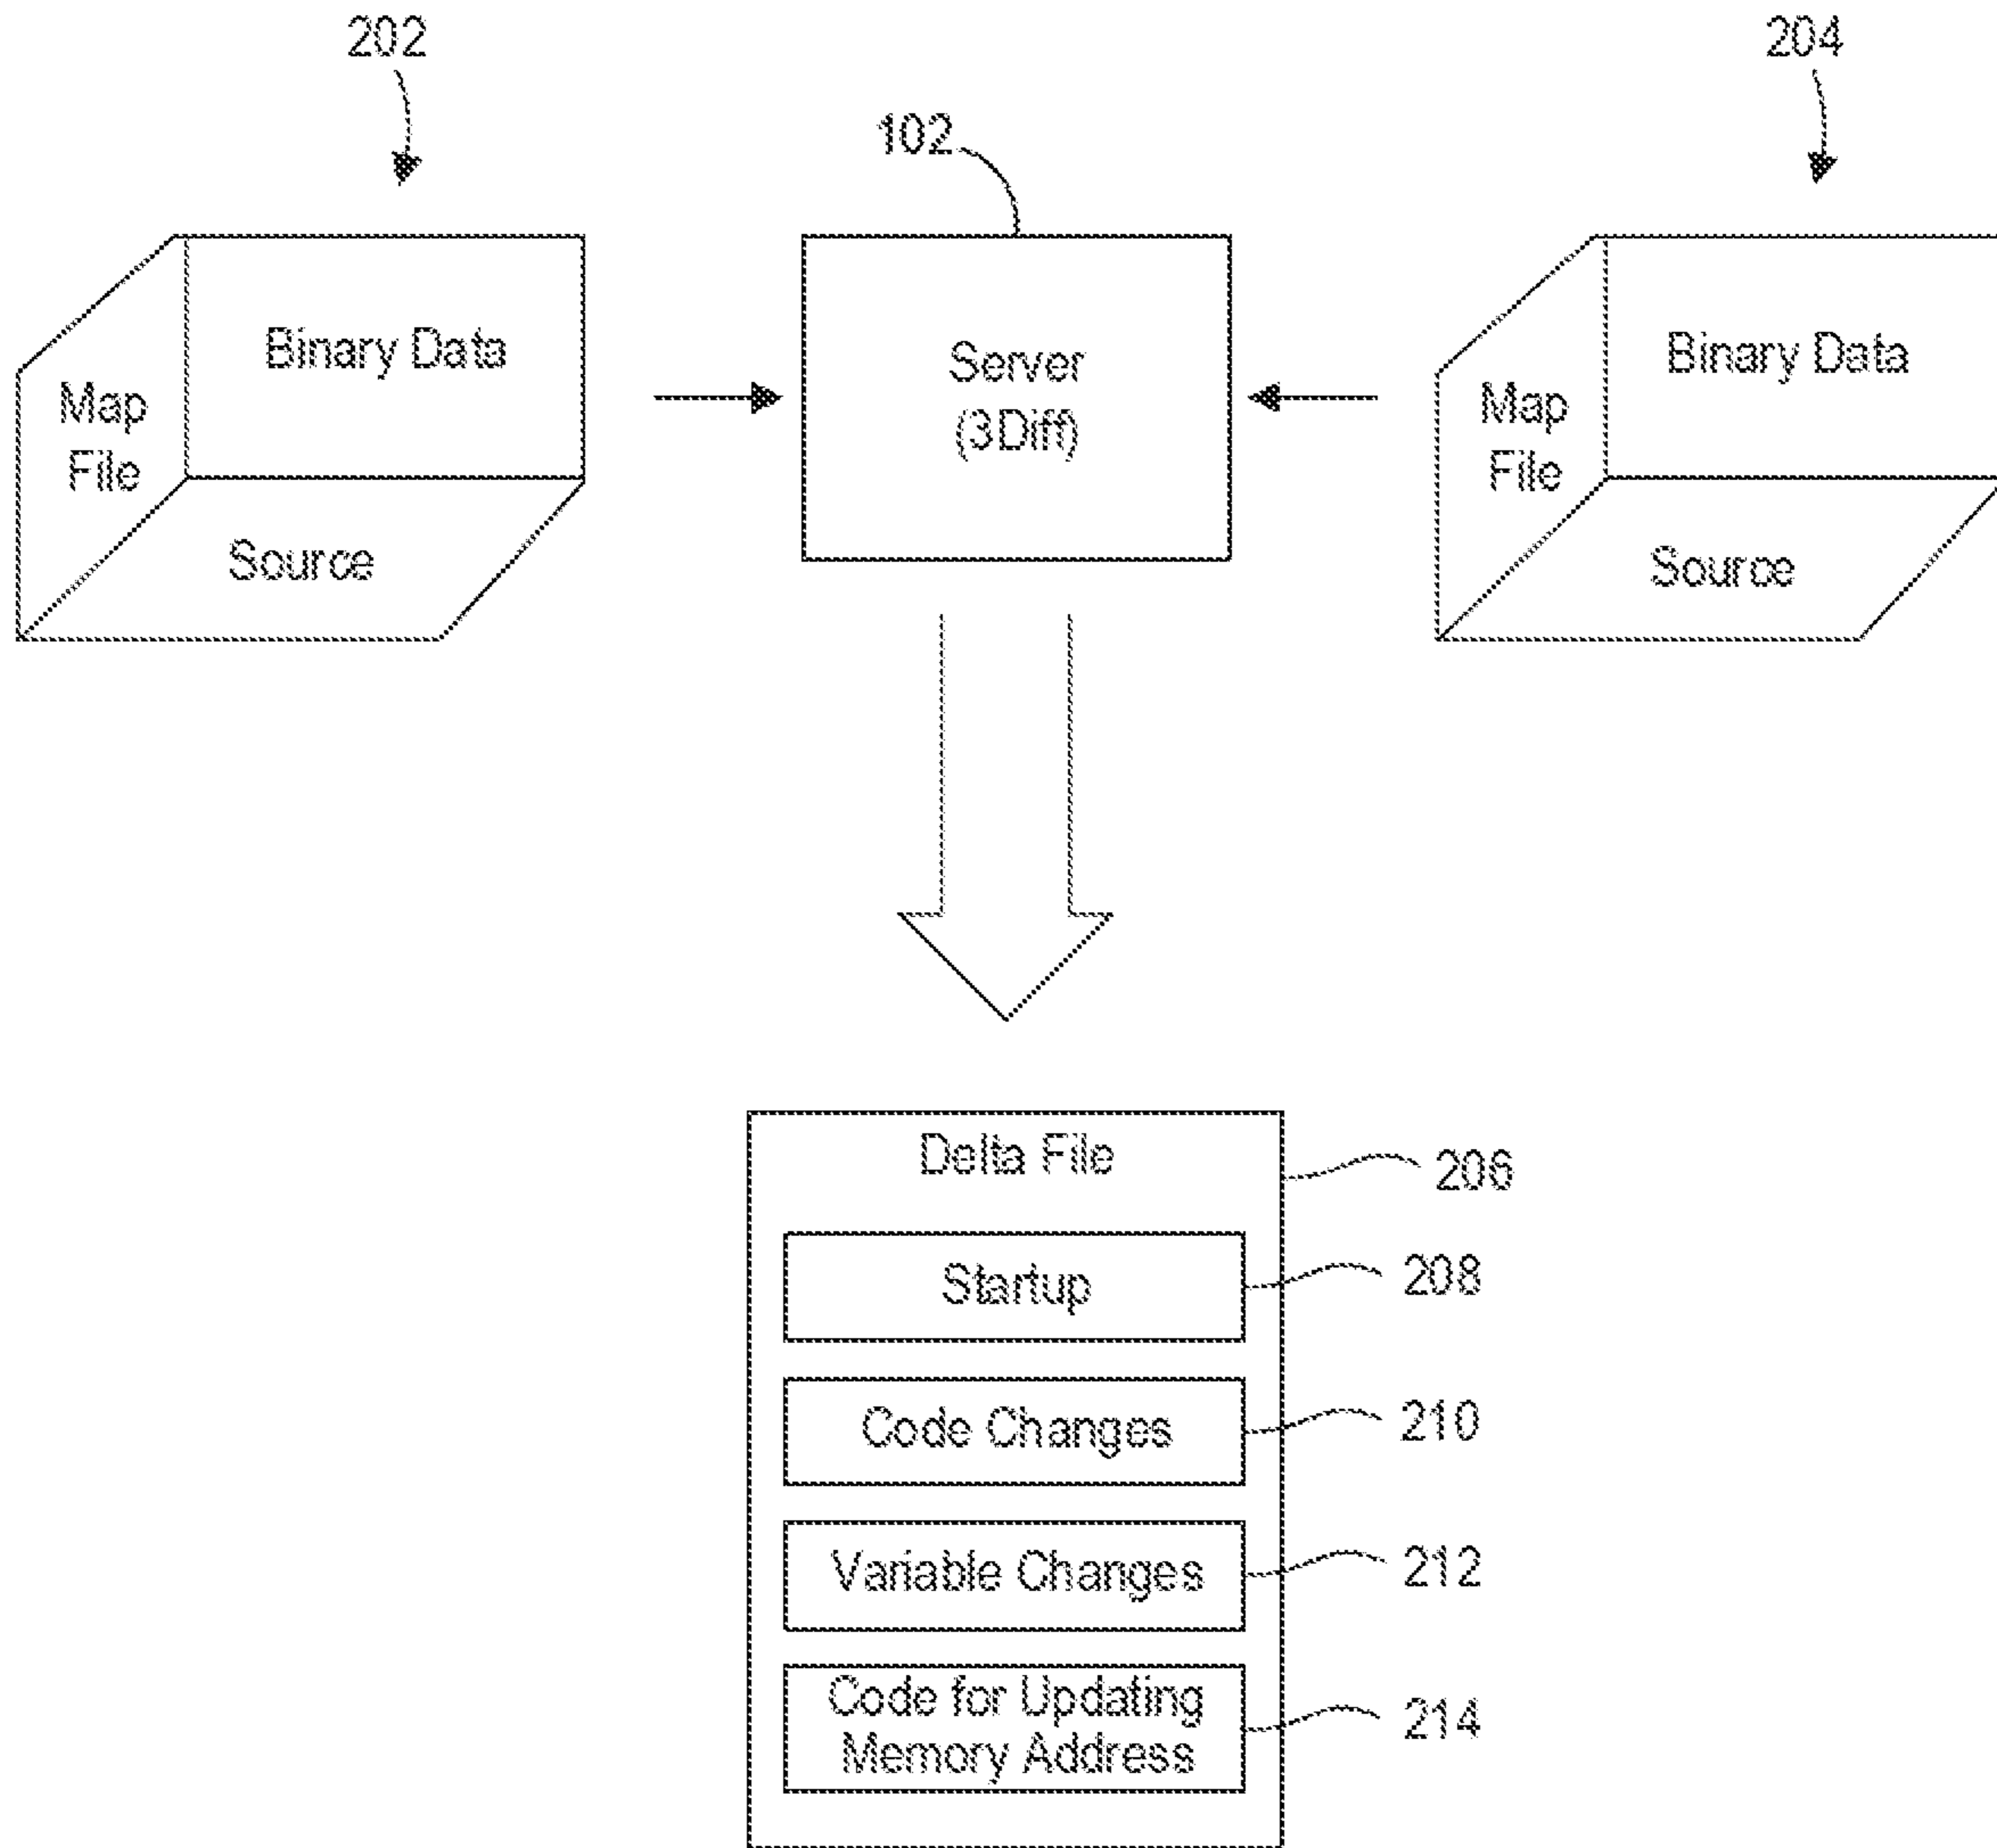 202
204
102
Binary Data
Map
File
Source
Server
(3Diff)
Binary Data
Map
File
Source
Delta File
206
Startup
208
Code Changes
210
Variable Changes
212
Code for Updating
Memory Address
214